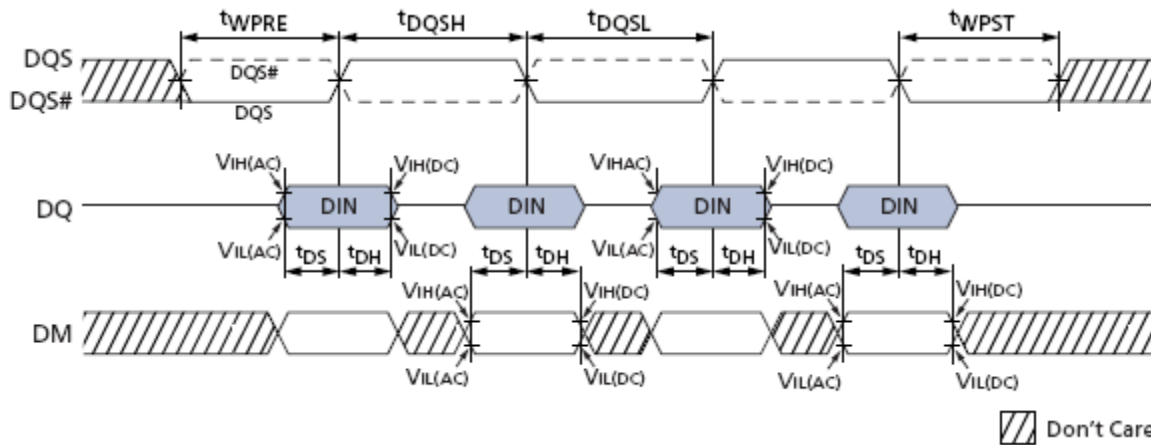 tWPRE tDQSH tDQSL tWPST
DQS
DQS#
DQS#
DQS
VIH(AC) VIH(DC) VIHAC) VIH(DC)
DQ DIN DIN DIN DIN
VIL(AC) VIL(DC) VIL(AC) VIL(DC)
tDS tDH tDS tDH tDS tDH tDS tDH
VIH(AC) VIH(DC) VIH(AC) VIH(DC)
DM
VIL(AC) VIL(DC) VIL(AC) VIL(DC)
Don't Care